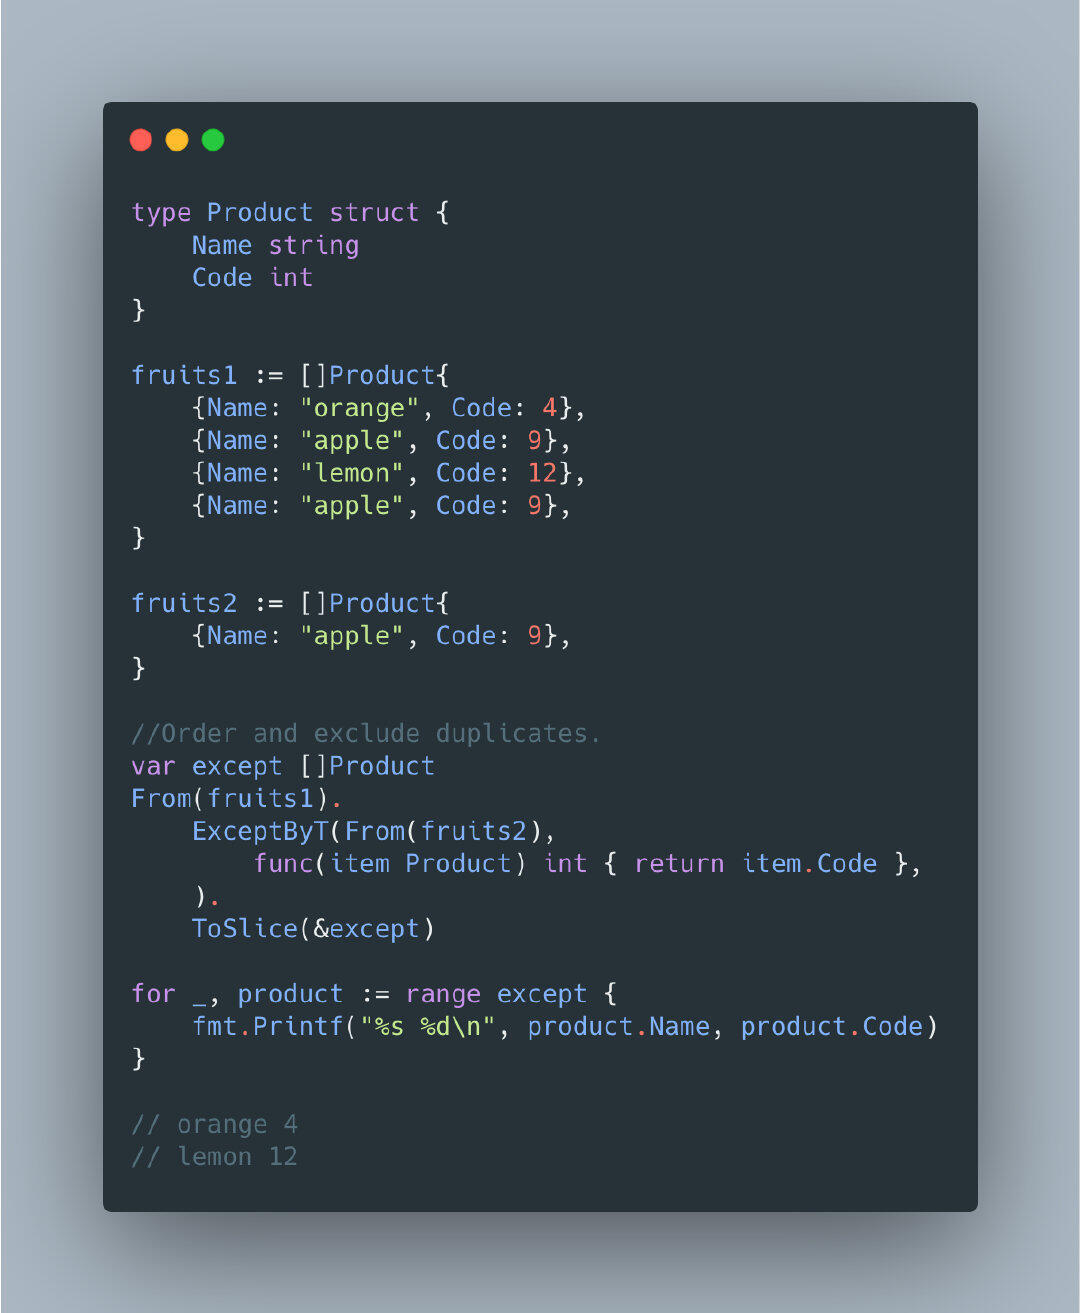 type Product struct {
    Name string
    Code int
}

fruits1 := []Product{
    {Name: "orange", Code: 4},
    {Name: "apple", Code: 9},
    {Name: "lemon", Code: 12},
    {Name: "apple", Code: 9},
}

fruits2 := []Product{
    {Name: "apple", Code: 9},
}

//Order and exclude duplicates.
var except []Product
From(fruits1).
    ExceptByT(From(fruits2),
        func(item Product) int { return item.Code },
    ).
    ToSlice(&except)

for _, product := range except {
    fmt.Printf("%s %d\n", product.Name, product.Code)
}

// orange 4
// lemon 12